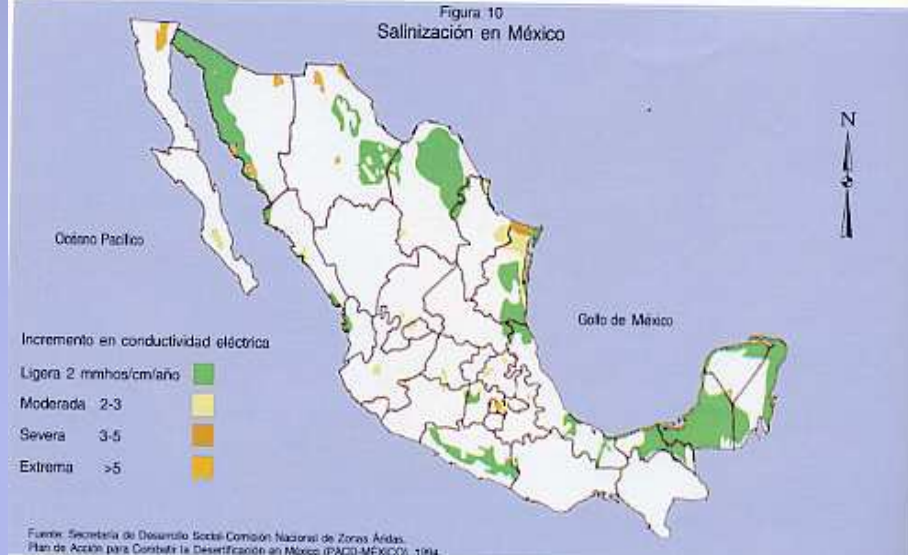 Figura 10
Salinización en México
N
Océano Pacífico
Golfo de México
Incremento en conductividad eléctrica
Ligera 2 mmhos/cm/año
Moderada 2-3
Severa 3-5
Extrema >5
Fuente: Secretaría de Desarrollo Social-Comisión Nacional de Zonas Áridas.
Plan de Acción para Combatir la Desertificación en México (PACD-MÉXICO), 1994.